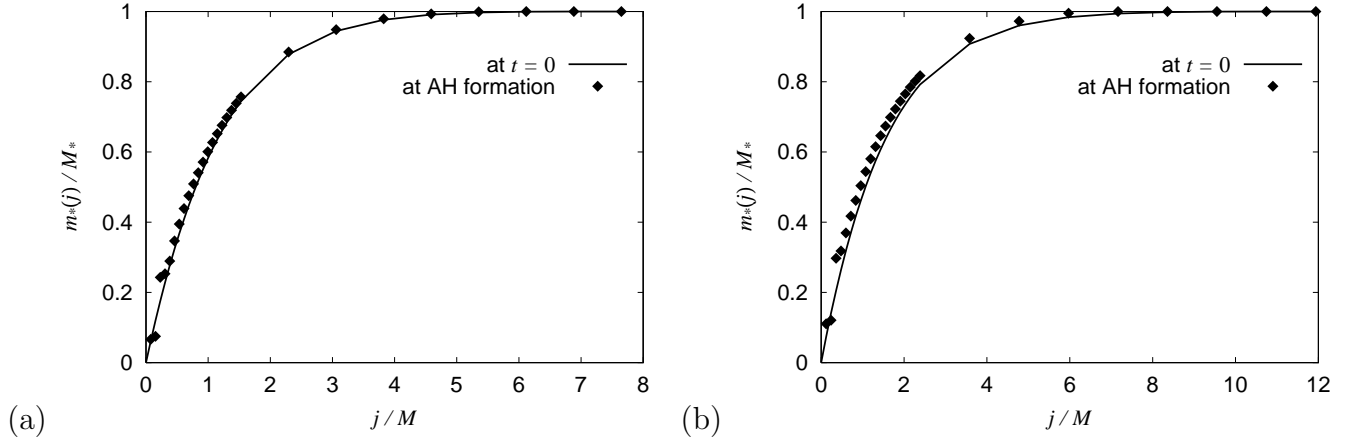 1
0.8
0.6
0.4
0.2
0
m*(j) / M*
at t = 0
at AH formation
0 1 2 3 4 5 6 7 8
j / M
(a)
1
0.8
0.6
0.4
0.2
0
m*(j) / M*
at t = 0
at AH formation
0 2 4 6 8 10 12
j / M
(b)